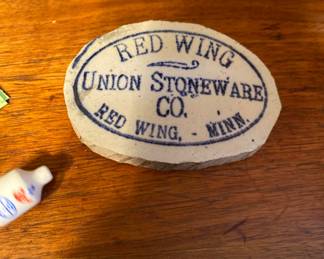 RED WING
UNION STONEWARE
CO.
RED WING, - MINN.